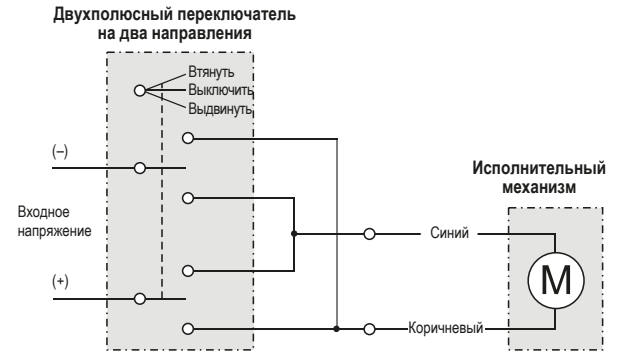 Двухполюсный переключатель
на два направления
Втянуть
Выключить
Выдвинуть
(–)
Исполнительный
механизм
Входное
напряжение
Синий
(+)
M
Коричневый